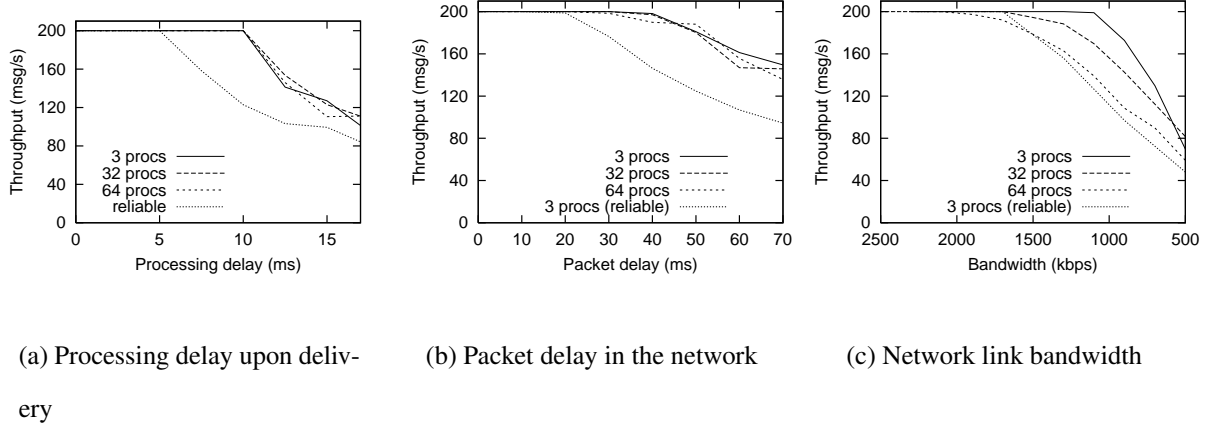 200
160
120
80
40
0
Throughput (msg/s)
3 procs
32 procs
64 procs
reliable
0 5 10 15
Processing delay (ms)
200
160
120
80
40
0
Throughput (msg/s)
3 procs
32 procs
64 procs
3 procs (reliable)
0 10 20 30 40 50 60 70
Packet delay (ms)
200
160
120
80
40
0
Throughput (msg/s)
3 procs
32 procs
64 procs
3 procs (reliable)
2500 2000 1500 1000 500
Bandwidth (kbps)
(a) Processing delay upon deliv-
ery
(b) Packet delay in the network
(c) Network link bandwidth